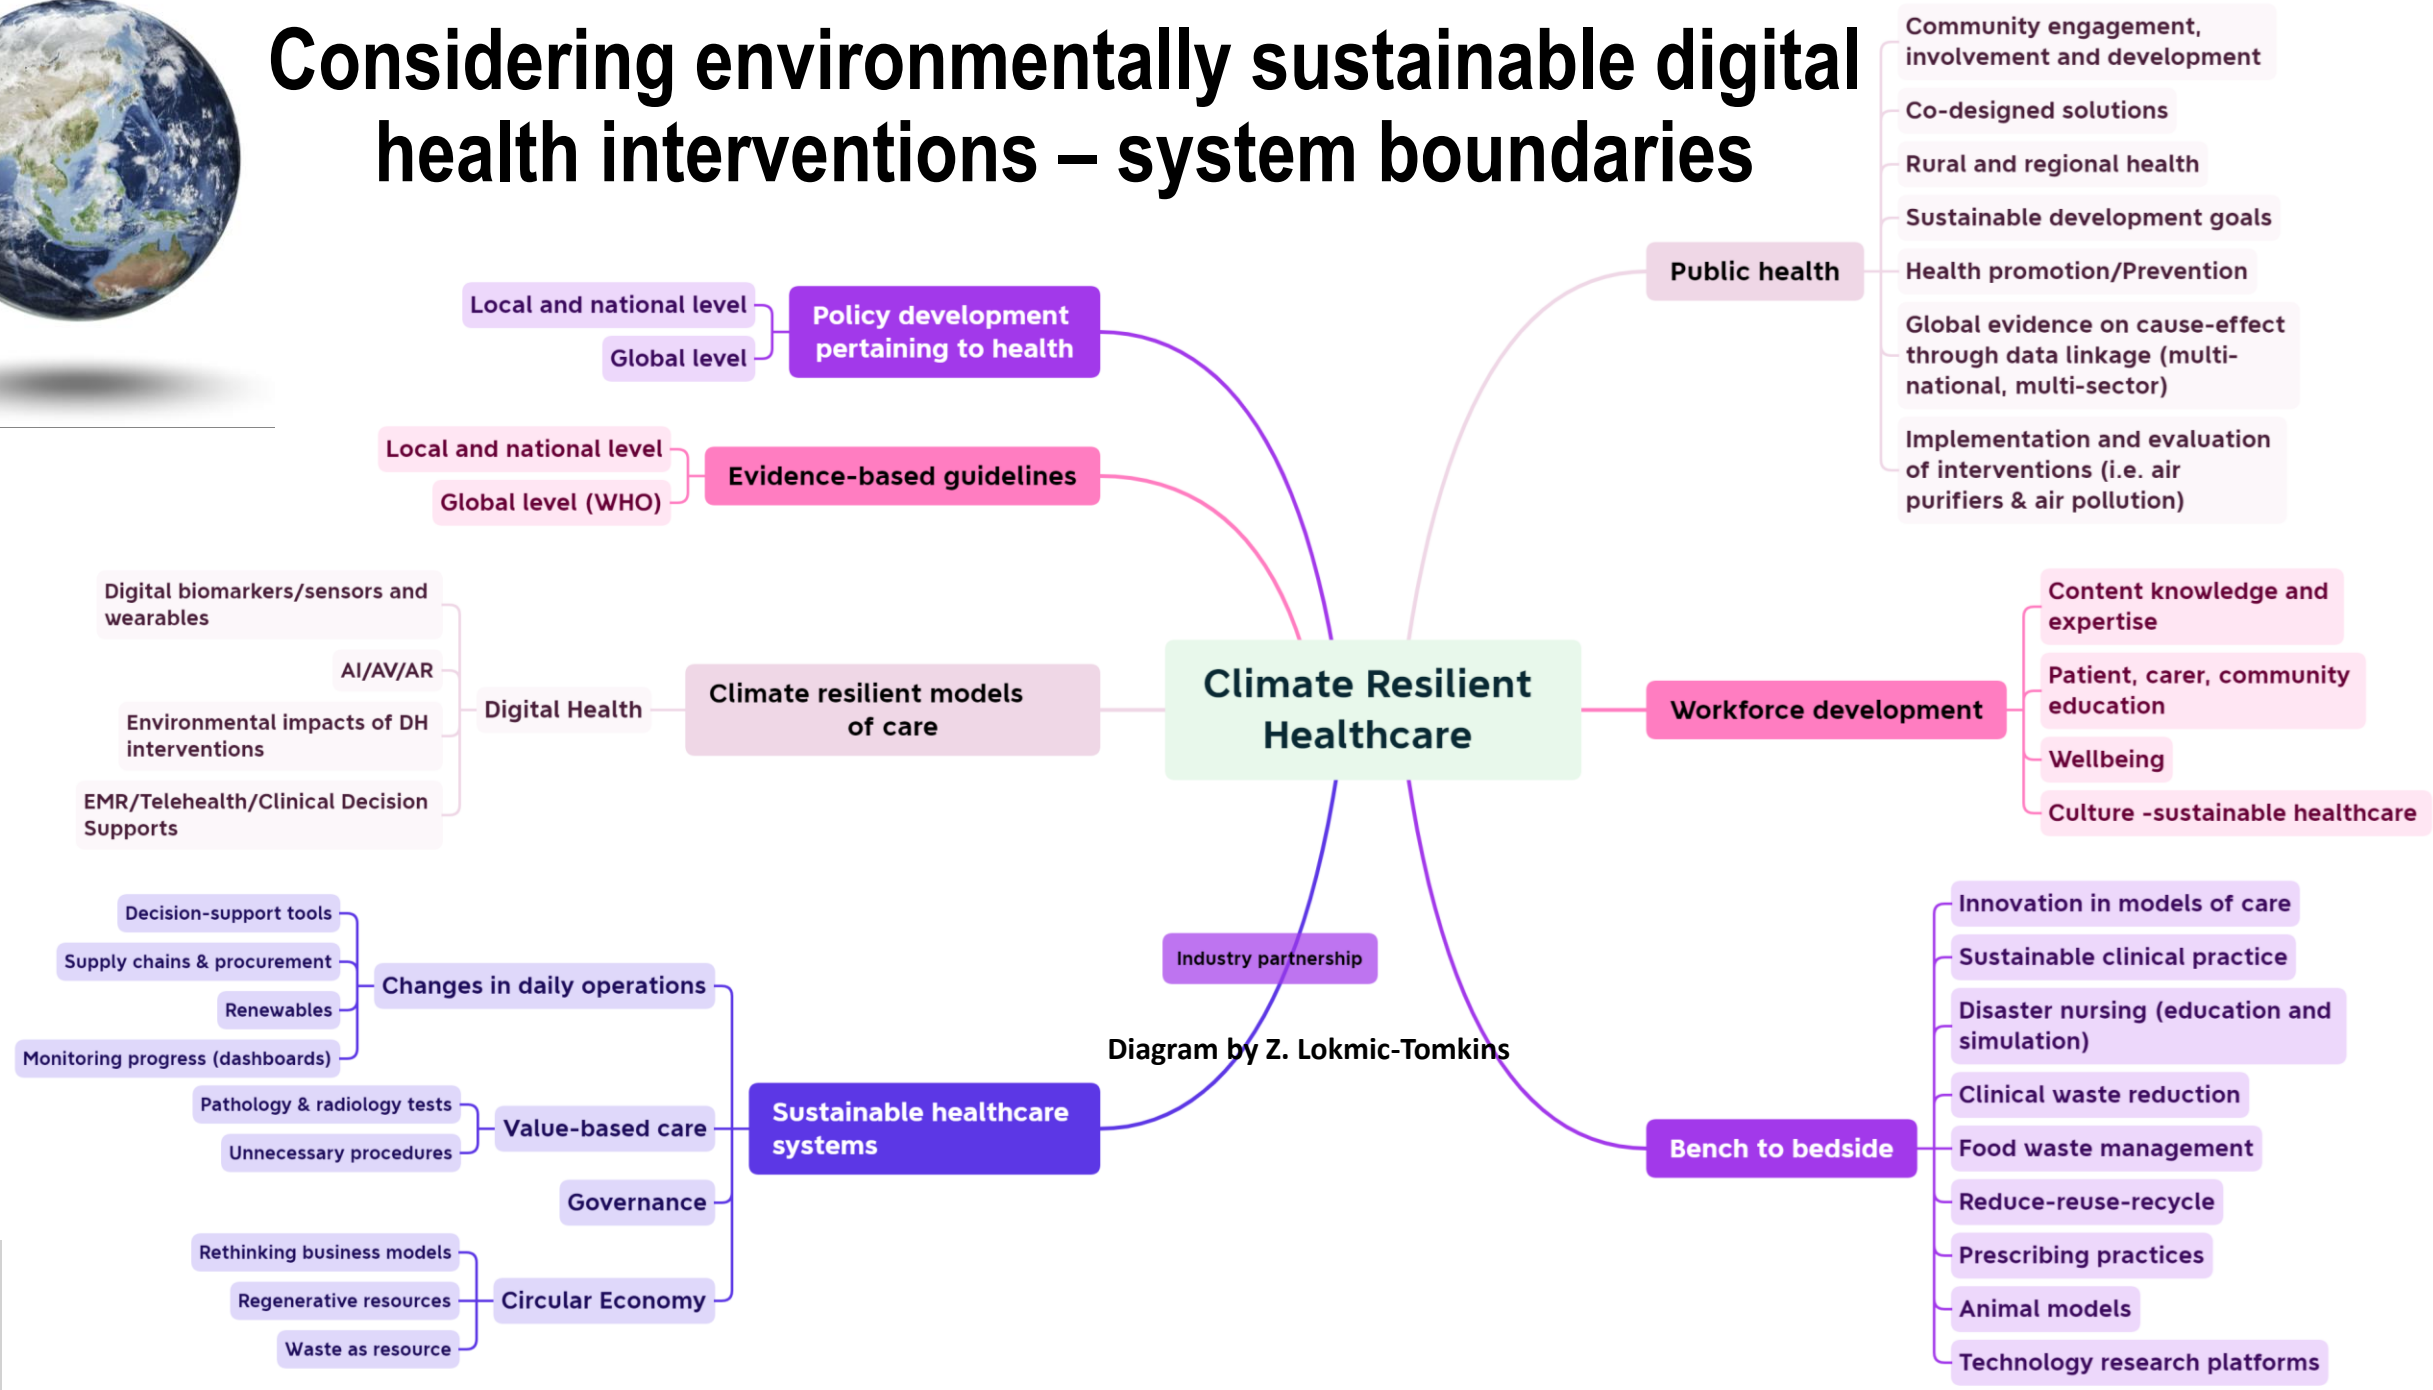 Considering environmentally sustainable digital
health interventions – system boundaries
Local and national level
Global level
Policy development
pertaining to health
Local and national level
Global level (WHO)
Evidence-based guidelines
Digital biomarkers/sensors and
wearables
AI/AV/AR
Environmental impacts of DH
interventions
EMR/Telehealth/Clinical Decision
Supports
Digital Health
Climate resilient models
of care
Decision-support tools
Supply chains & procurement
Renewables
Monitoring progress (dashboards)
Changes in daily operations
Pathology & radiology tests
Unnecessary procedures
Value-based care
Governance
Rethinking business models
Regenerative resources
Waste as resource
Circular Economy
Sustainable healthcare
systems
Climate Resilient
Healthcare
Industry partnership
Diagram by Z. Lokmic-Tomkins
Public health
Community engagement,
involvement and development
Co-designed solutions
Rural and regional health
Sustainable development goals
Health promotion/Prevention
Global evidence on cause-effect
through data linkage (multi-
national, multi-sector)
Implementation and evaluation
of interventions (i.e. air
purifiers & air pollution)
Workforce development
Content knowledge and
expertise
Patient, carer, community
education
Wellbeing
Culture -sustainable healthcare
Bench to bedside
Innovation in models of care
Sustainable clinical practice
Disaster nursing (education and
simulation)
Clinical waste reduction
Food waste management
Reduce-reuse-recycle
Prescribing practices
Animal models
Technology research platforms